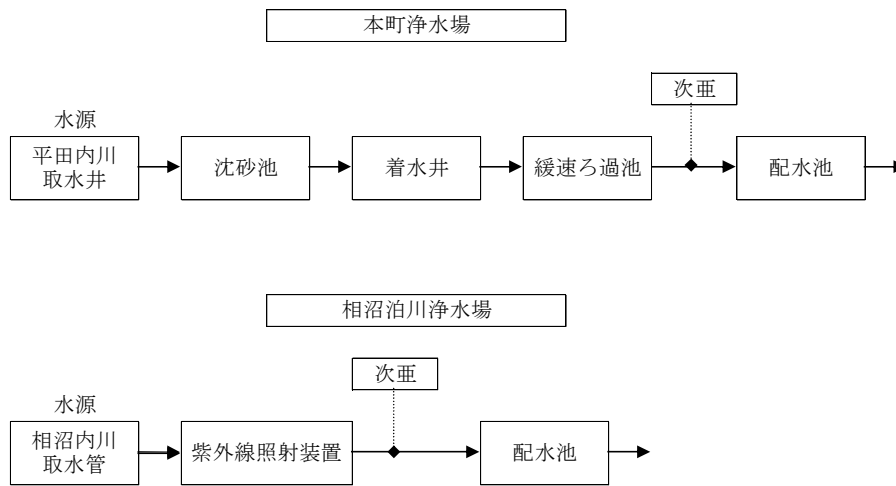 本町浄水場
次亜
水源
平田内川
取水井
沈砂池
着水井
緩速ろ過池
配水池
相沼泊川浄水場
次亜
水源
相沼内川
取水管
紫外線照射装置
配水池